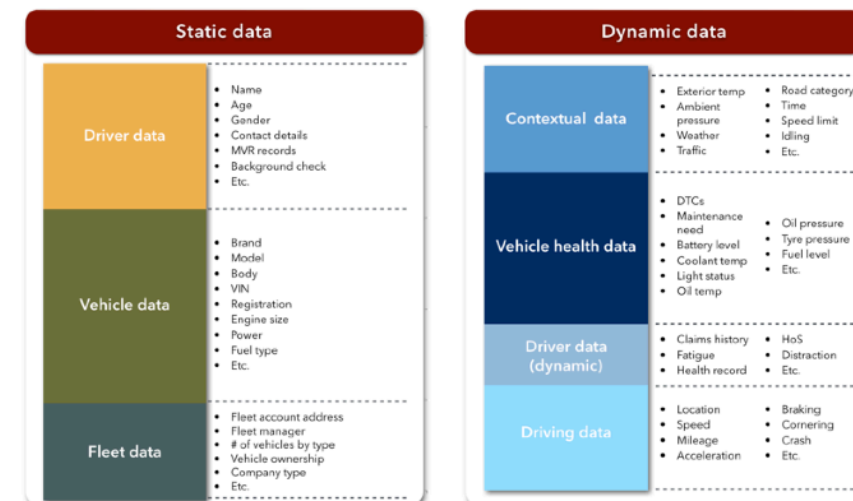 Static data
Driver data
• Name
• Age
• Gender
• Contact details
• MVR records
• Background check
• Etc.
Vehicle data
• Brand
• Model
• Body
• VIN
• Registration
• Engine size
• Power
• Fuel type
• Etc.
Fleet data
• Fleet account address
• Fleet manager
• # of vehicles by type
• Vehicle ownership
• Company type
• Etc.
Dynamic data
Contextual data
• Exterior temp
• Ambient
pressure
• Weather
• Traffic
• Road category
• Time
• Speed limit
• Idling
• Etc.
Vehicle health data
• DTCs
• Maintenance
need
• Battery level
• Coolant temp
• Light status
• Oil temp
• Oil pressure
• Tyre pressure
• Fuel level
• Etc.
Driver data
(dynamic)
• Claims history
• Fatigue
• Health record
• HoS
• Distraction
• Etc.
Driving data
• Location
• Speed
• Mileage
• Acceleration
• Braking
• Cornering
• Crash
• Etc.